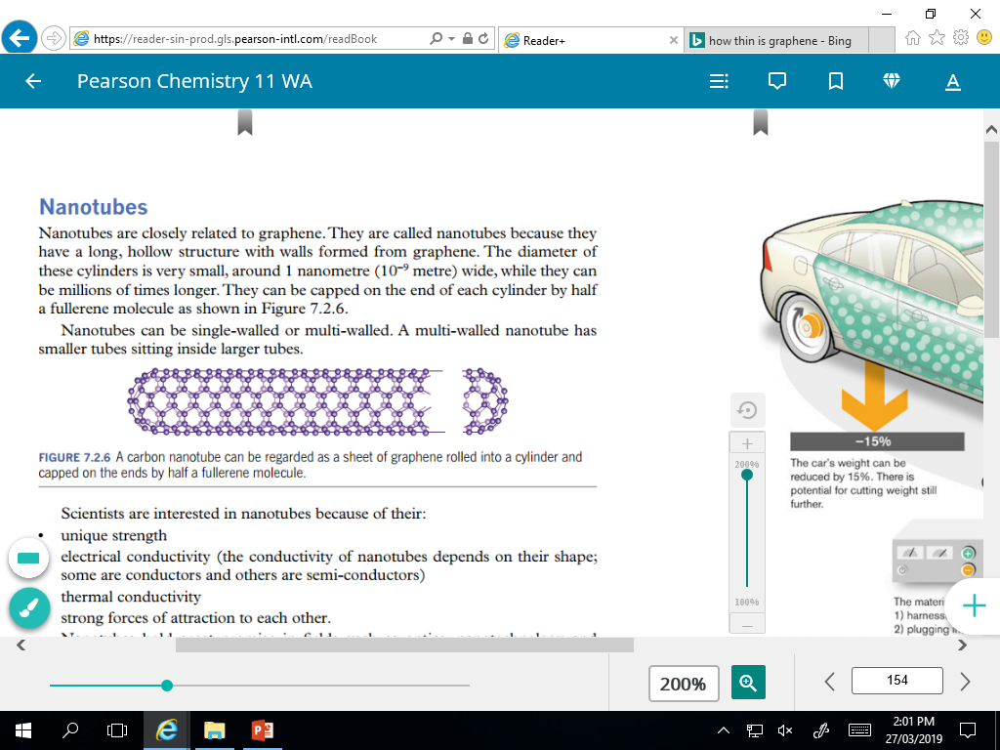 https://reader-sin-prod.gls.pearson-intl.com/readBook
Reader+
how thin is graphene - Bing
Pearson Chemistry 11 WA
A
Nanotubes
Nanotubes are closely related to graphene. They are called nanotubes because they
have a long, hollow structure with walls formed from graphene. The diameter of
these cylinders is very small, around 1 nanometre (10⁻⁹ metre) wide, while they can
be millions of times longer. They can be capped on the end of each cylinder by half
a fullerene molecule as shown in Figure 7.2.6.
Nanotubes can be single-walled or multi-walled. A multi-walled nanotube has
smaller tubes sitting inside larger tubes.
FIGURE 7.2.6 A carbon nanotube can be regarded as a sheet of graphene rolled into a cylinder and
capped on the ends by half a fullerene molecule.
Scientists are interested in nanotubes because of their:
• unique strength
electrical conductivity (the conductivity of nanotubes depends on their shape;
some are conductors and others are semi-conductors)
thermal conductivity
strong forces of attraction to each other.
200%
100%
–15%
The car's weight can be
reduced by 15%. There is
potential for cutting weight still
further.
The materi
1) harness
2) plugging
200%
154
2:01 PM
27/03/2019